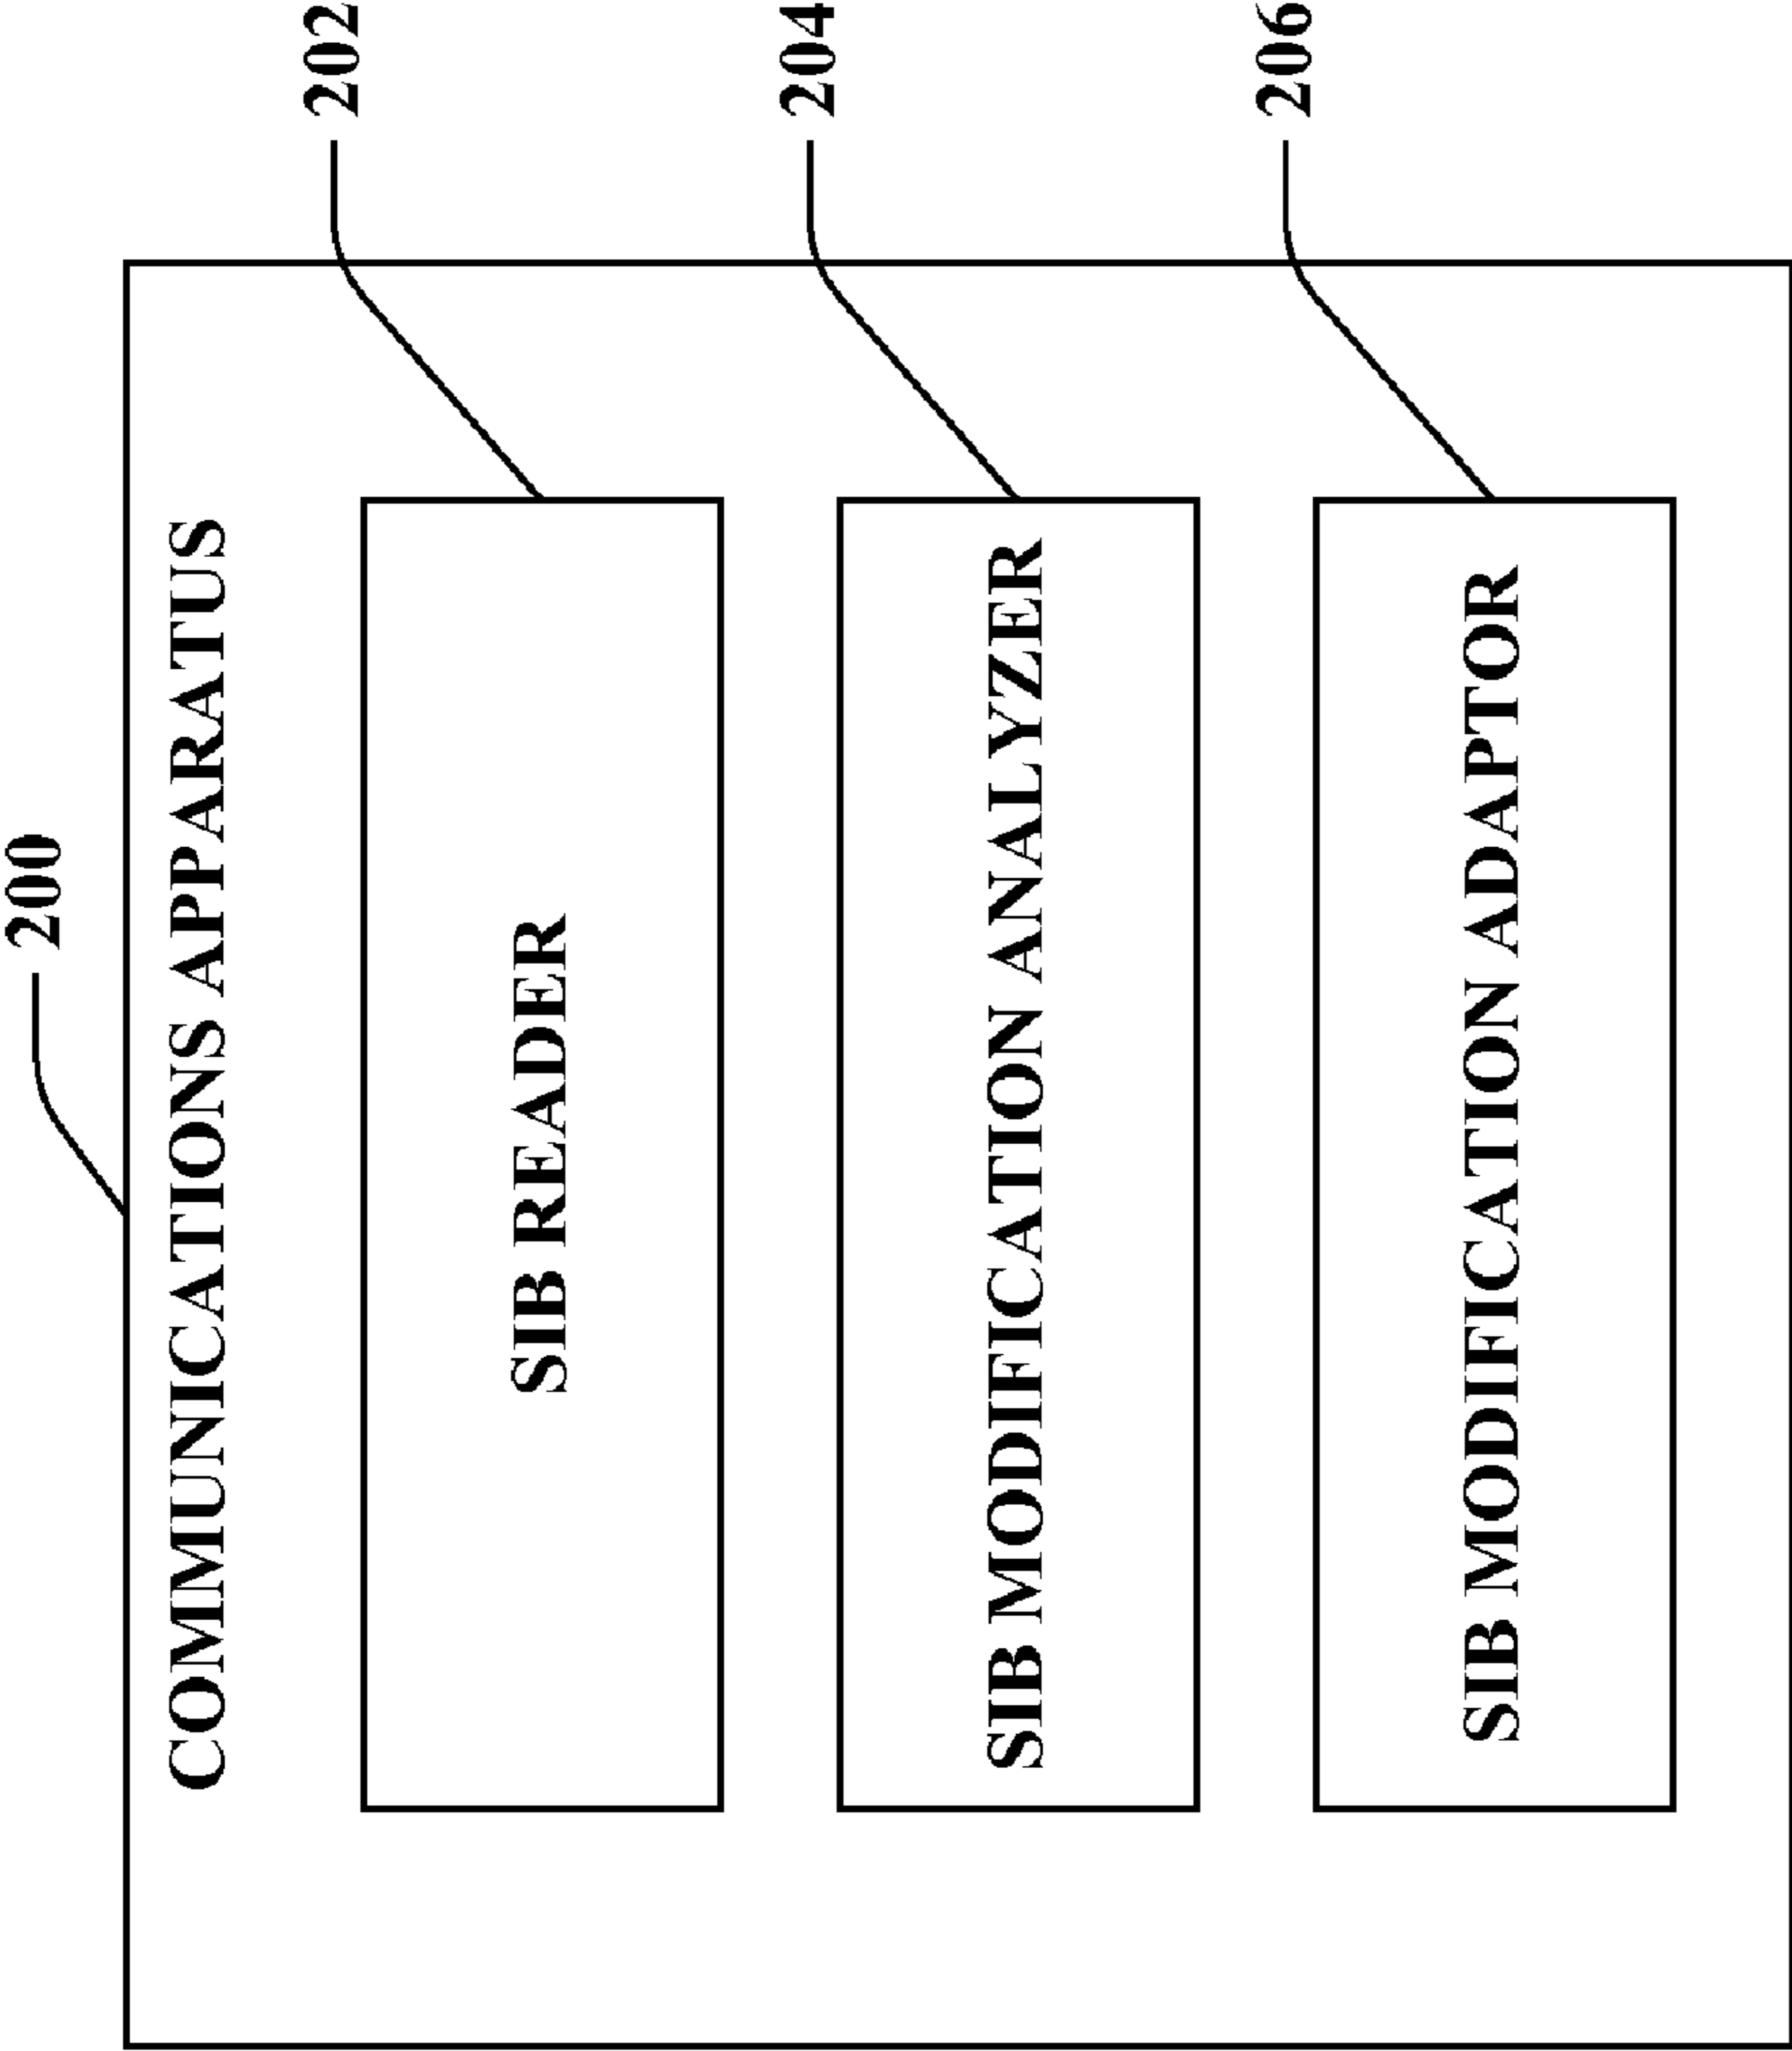 200
COMMUNICATIONS APPARATUS
202
SIB READER
204
SIB MODIFICATION ANALYZER
206
SIB MODIFICATION ADAPTOR